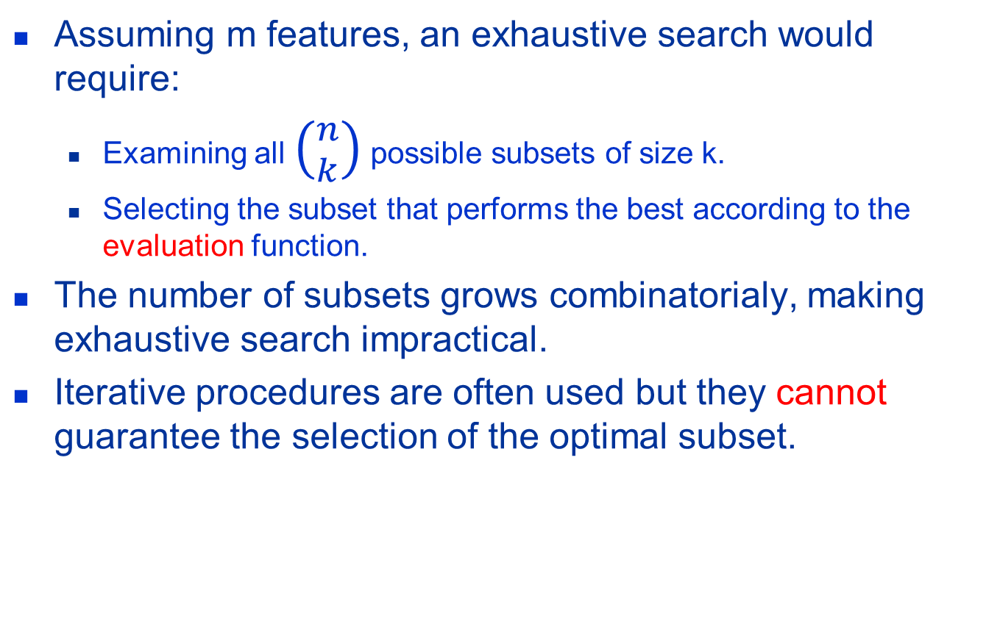 ▪ Assuming m features, an exhaustive search would
require:
▪ Examining all (n k) possible subsets of size k.
▪ Selecting the subset that performs the best according to the
evaluation function.
▪ The number of subsets grows combinatorialy, making
exhaustive search impractical.
▪ Iterative procedures are often used but they cannot
guarantee the selection of the optimal subset.